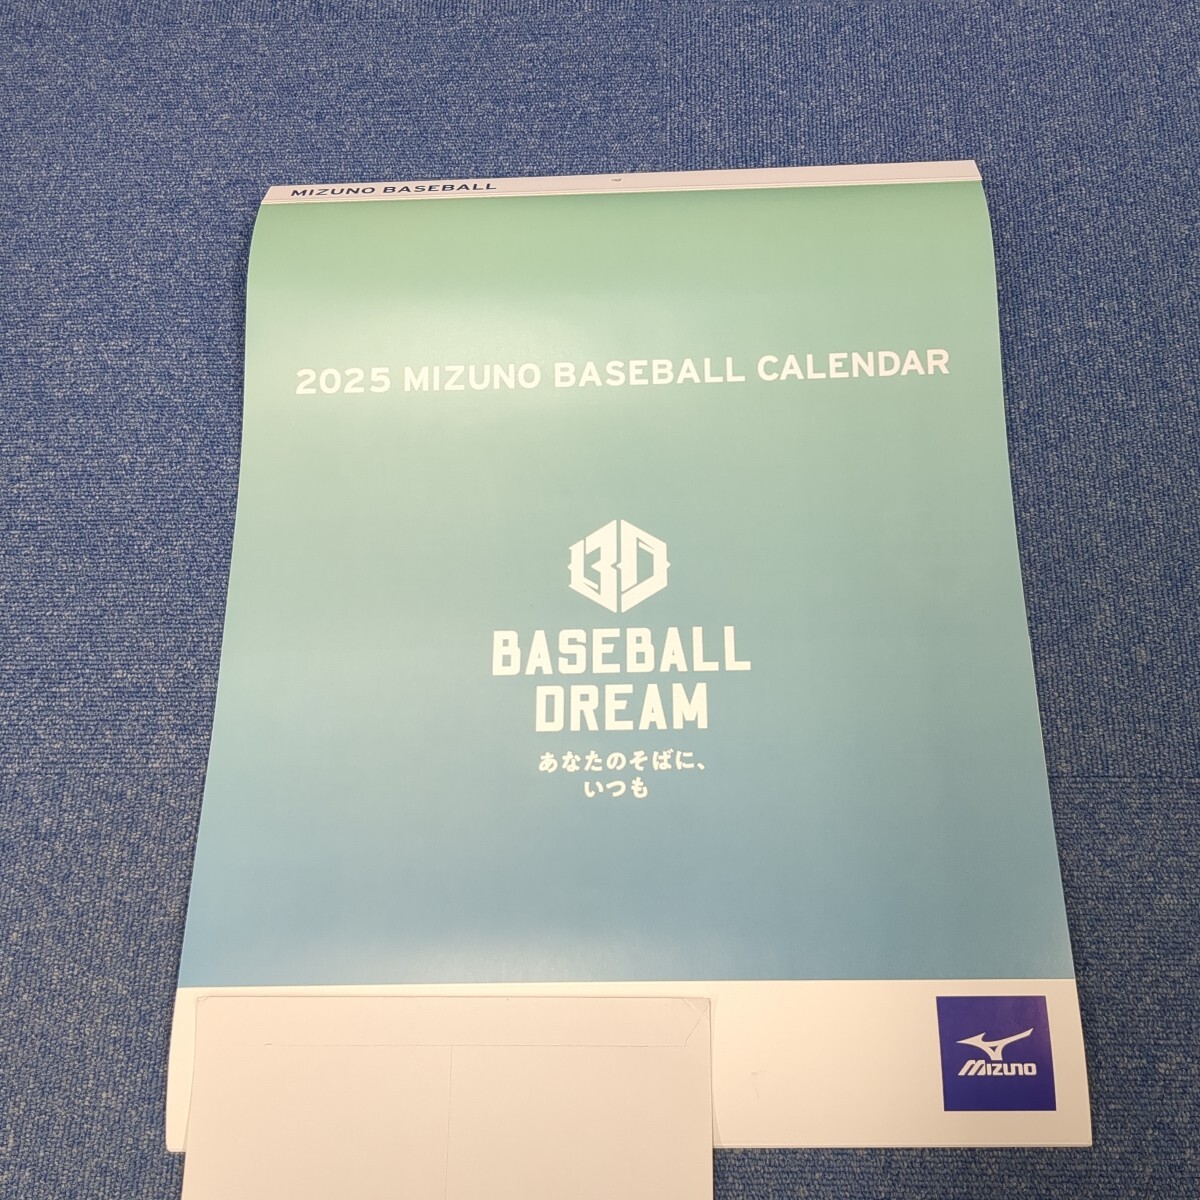 MIZUNO BASEBALL
2025 MIZUNO BASEBALL CALENDAR
BD
BASEBALL
DREAM
あなたのそばに、
いつも
MIZUNO